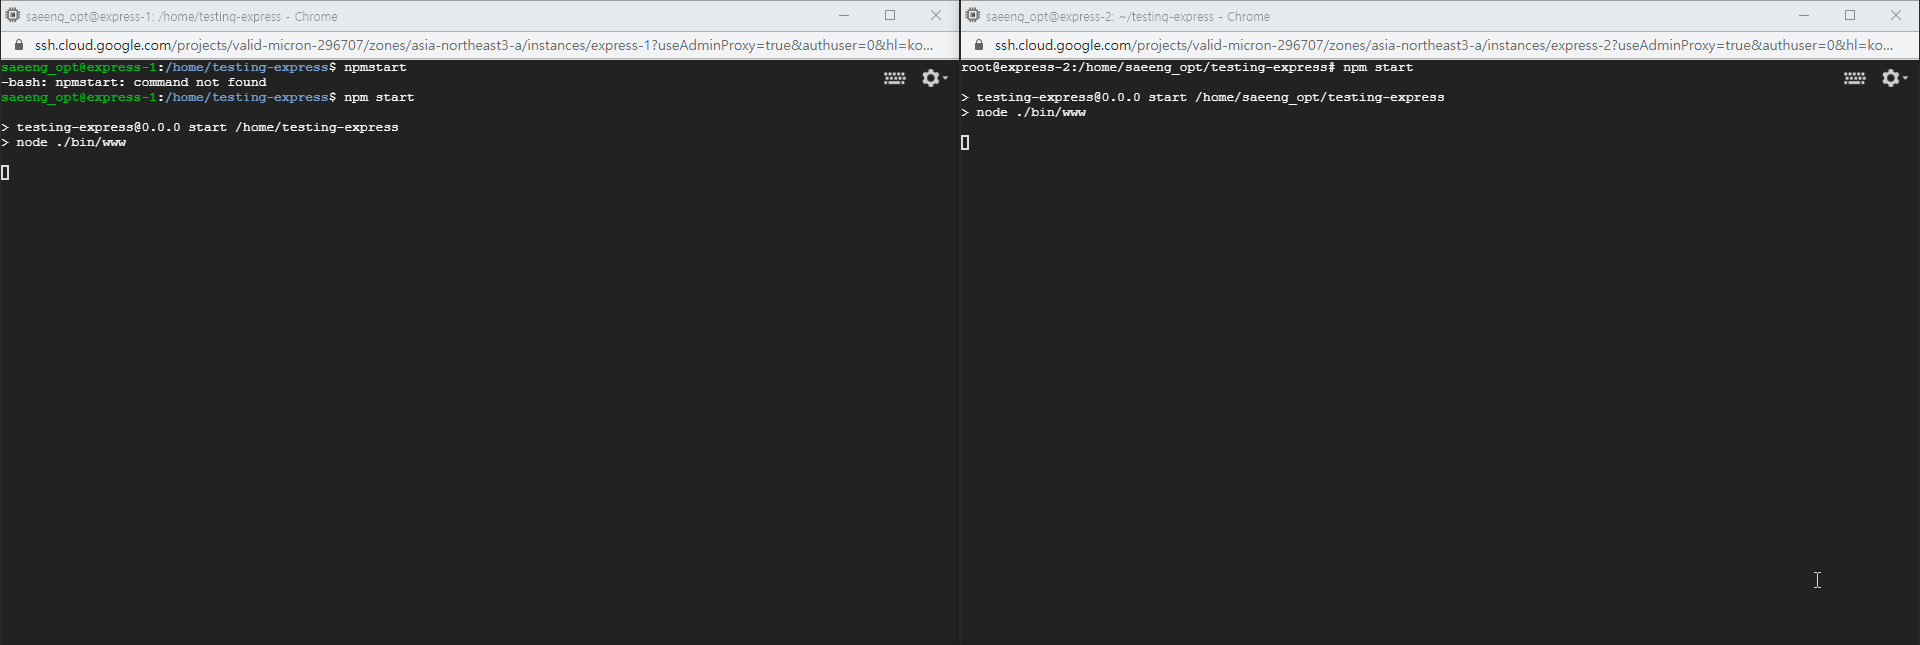 saeenq_opt@express-1: /home/testinq-express - Chrome
ssh.cloud.google.com/projects/valid-micron-296707/zones/asia-northeast3-a/instances/express-1?useAdminProxy=true&authuser=0&hl=ko...
saeeng_opt@express-1:/home/testing-express$ npmstart
-bash: npmstart: command not found
saeeng_opt@express-1:/home/testing-express$ npm start
> testing-express@0.0.0 start /home/testing-express
> node ./bin/www
saeenq_opt@express-2: ~/testinq-express - Chrome
ssh.cloud.google.com/projects/valid-micron-296707/zones/asia-northeast3-a/instances/express-2?useAdminProxy=true&authuser=0&hl=ko...
root@express-2:/home/saeeng_opt/testing-express# npm start
> testing-express@0.0.0 start /home/saeeng_opt/testing-express
> node ./bin/www